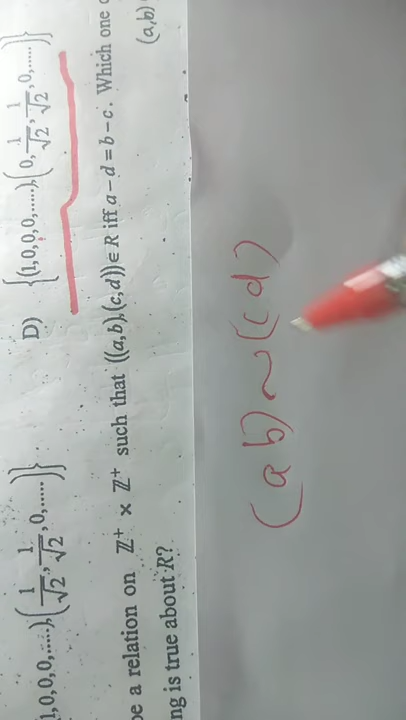 1,0,0,0,.....),(1/√2,1/√2,0,.....)}
D) {(1,0,0,0,.....),(0,1/√2,1/√2,0,.....)}
be a relation on ℤ⁺ × ℤ⁺ such that ((a,b),(c,d))∈R iff a−d=b−c. Which one
ng is true about R?
(a,b)
(a b)~(c d)